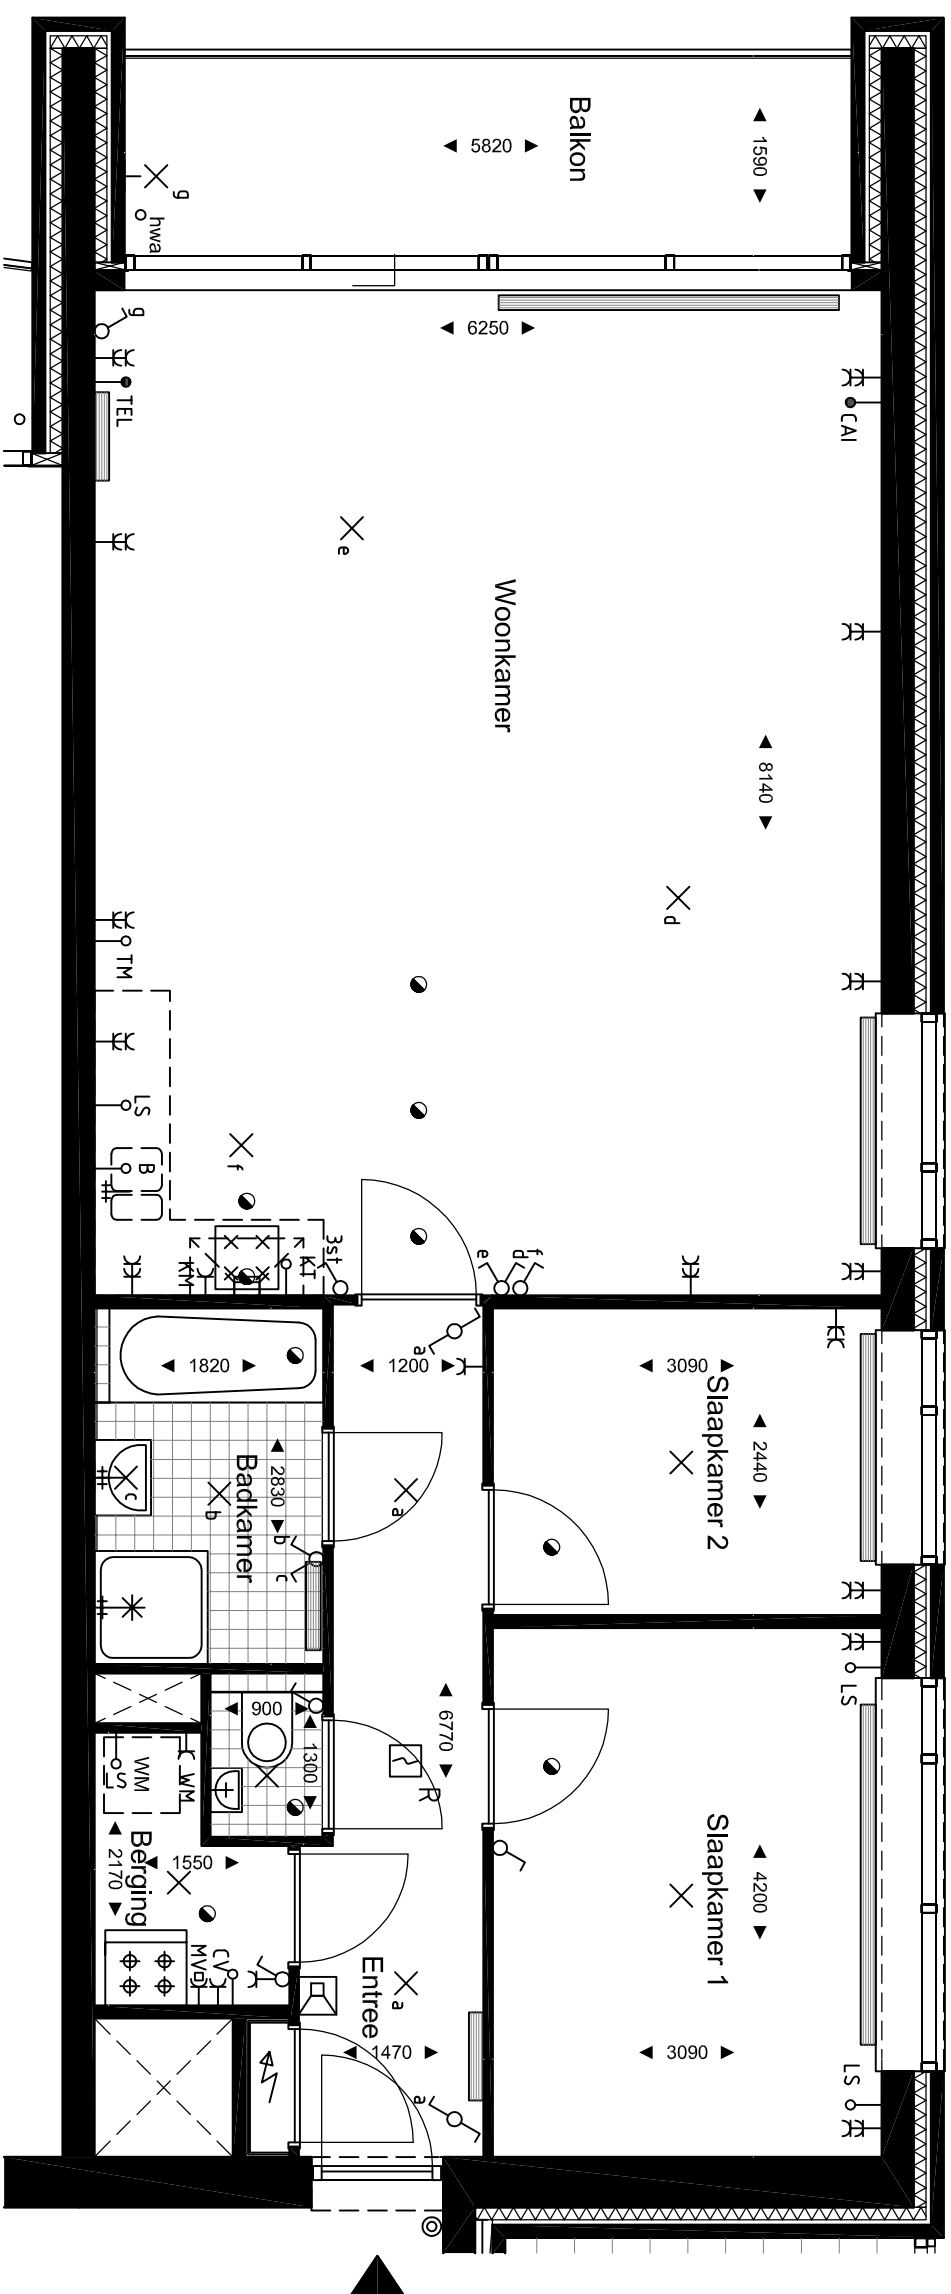 Balkon
1590
5820
g
hwa
6250
g
TEL
CAI
e
Woonkamer
8140
d
TM
LS
B
f
3st
KT
KM
e
d
f
a
1820
1200
3090
Slaapkamer 2
2440
Badkamer
2830
c
b
b
c
a
LS
900
1300
6770
R
WM
LS
WM
Berging
2170
1550
Slaapkamer 1
4200
MV
CV
Entree
a
1470
3090
LS
a